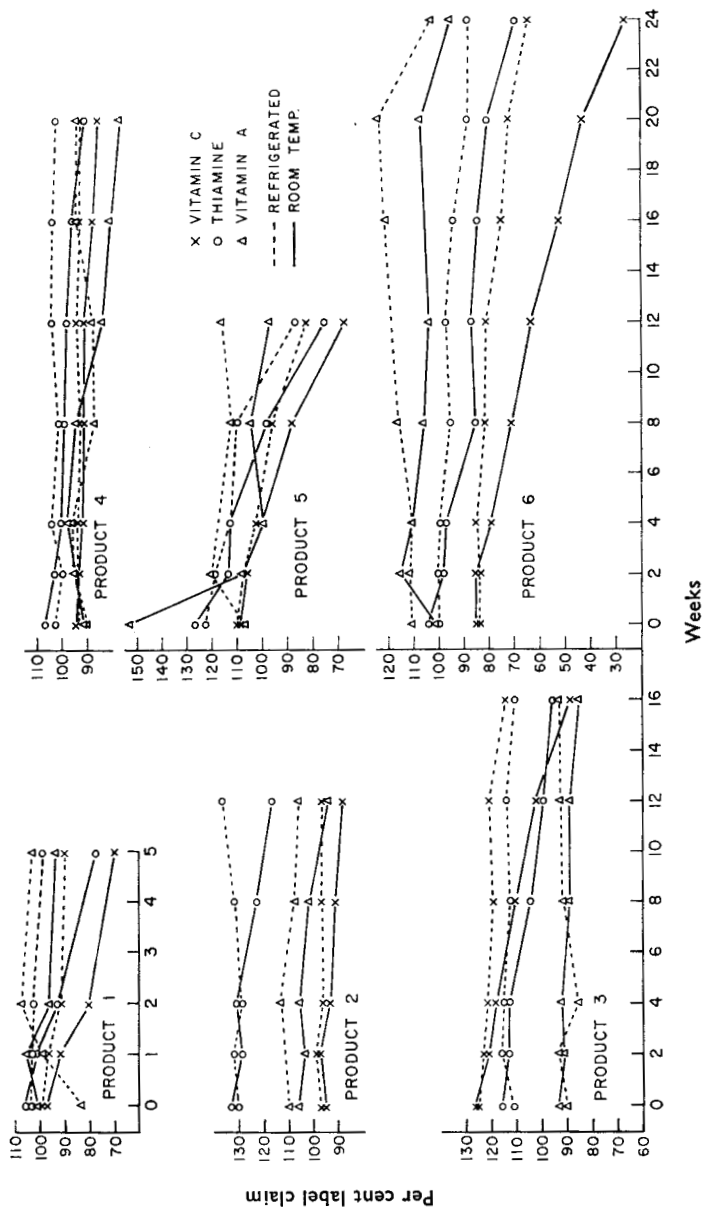 110
100
90
80
70
PRODUCT 1
0 1 2 3 4 5
130
120
110
100
90
80
PRODUCT 2
130
120
110
100
90
80
70
60
PRODUCT 3
0 2 4 6 8 10 12 14 16
110
100
90
80
PRODUCT 4
150
140
130
120
110
100
90
80
70
PRODUCT 5
× VITAMIN C
○ THIAMINE
△ VITAMIN A
---- REFRIGERATED
—— ROOM TEMP.
120
110
100
90
80
70
60
50
40
30
PRODUCT 6
0 2 4 6 8 10 12 14 16 18 20 22 24
Per cent label claim
Weeks